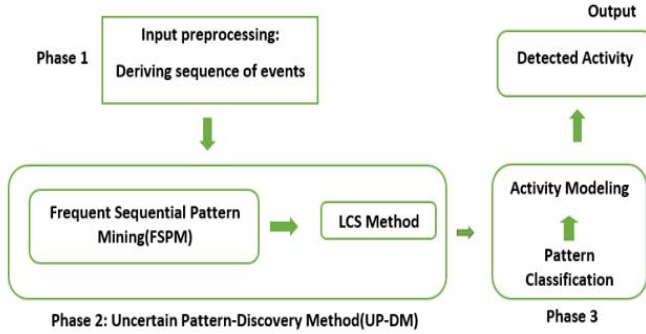 Phase 1
Input preprocessing:
Deriving sequence of events
Frequent Sequential Pattern
Mining(FSPM)
LCS Method
Phase 2: Uncertain Pattern-Discovery Method(UP-DM)
Output
Detected Activity
Activity Modeling
Pattern
Classification
Phase 3